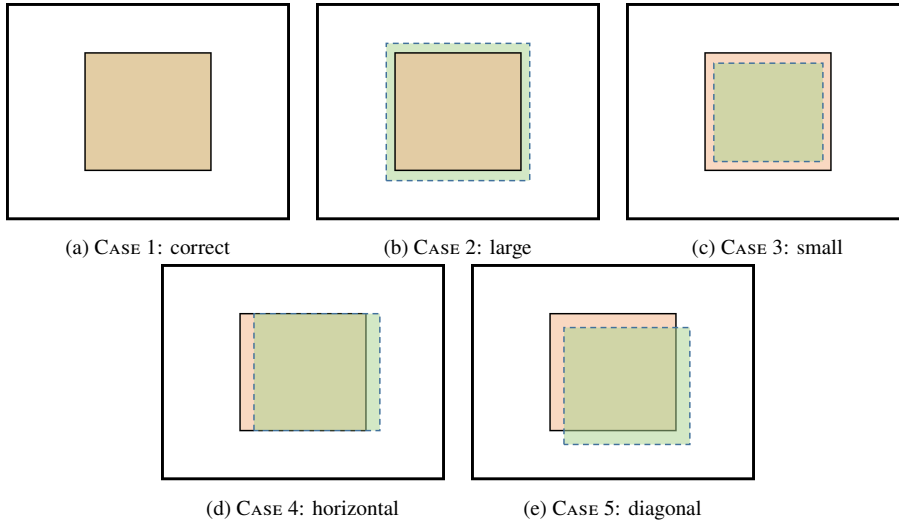 (a) CASE 1: correct
(b) CASE 2: large
(c) CASE 3: small
(d) CASE 4: horizontal
(e) CASE 5: diagonal